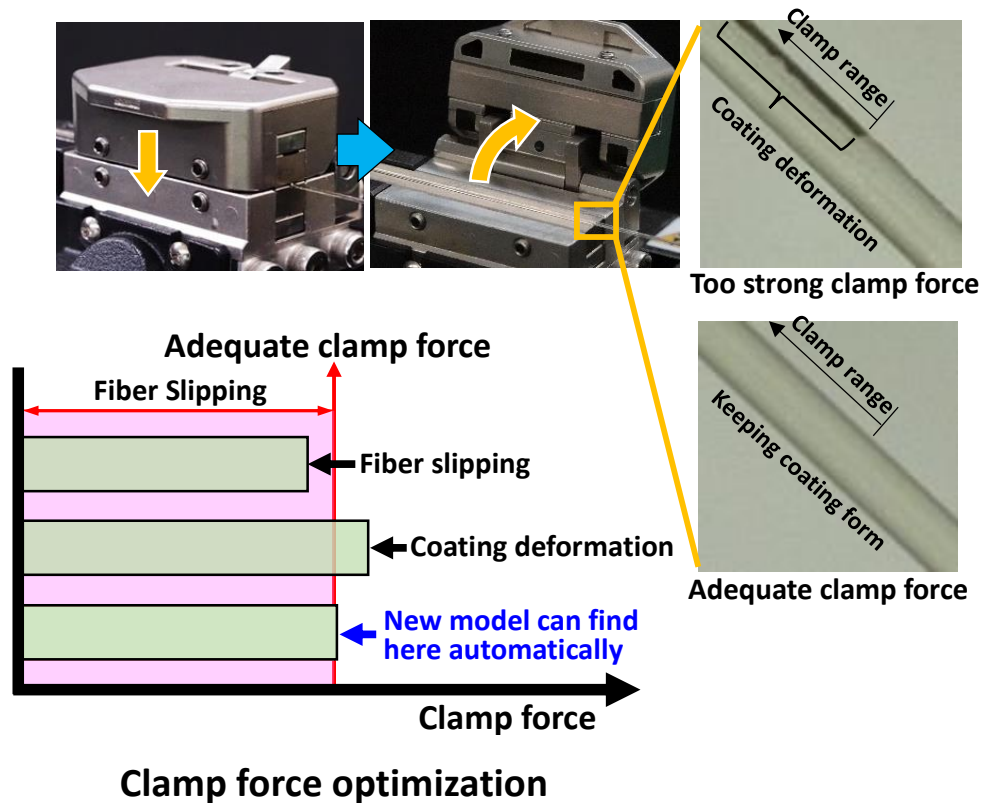 Clamp range
Coating deformation
Too strong clamp force
Clamp range
Keeping coating form
Adequate clamp force
Adequate clamp force
Fiber Slipping
Fiber slipping
Coating deformation
New model can find
here automatically
Clamp force
Clamp force optimization